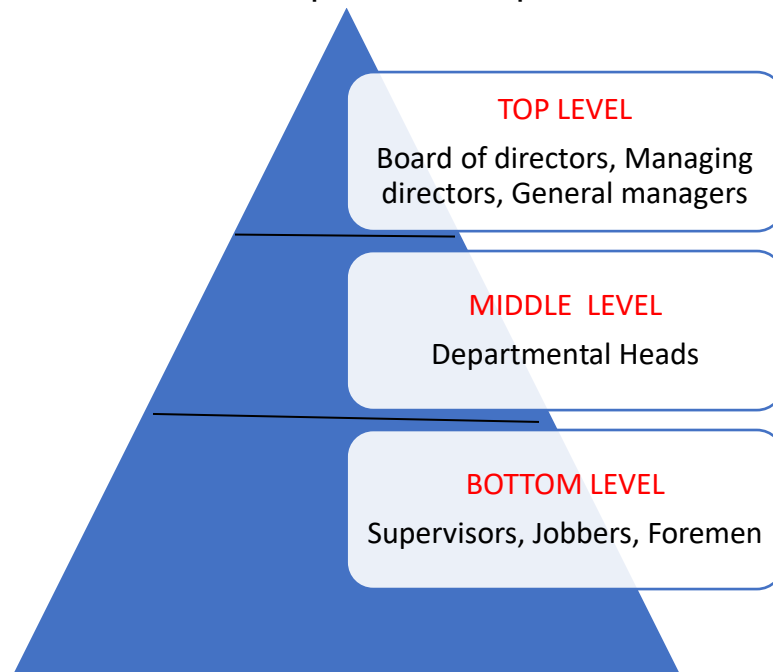 TOP LEVEL
Board of directors, Managing
directors, General managers
MIDDLE LEVEL
Departmental Heads
BOTTOM LEVEL
Supervisors, Jobbers, Foremen